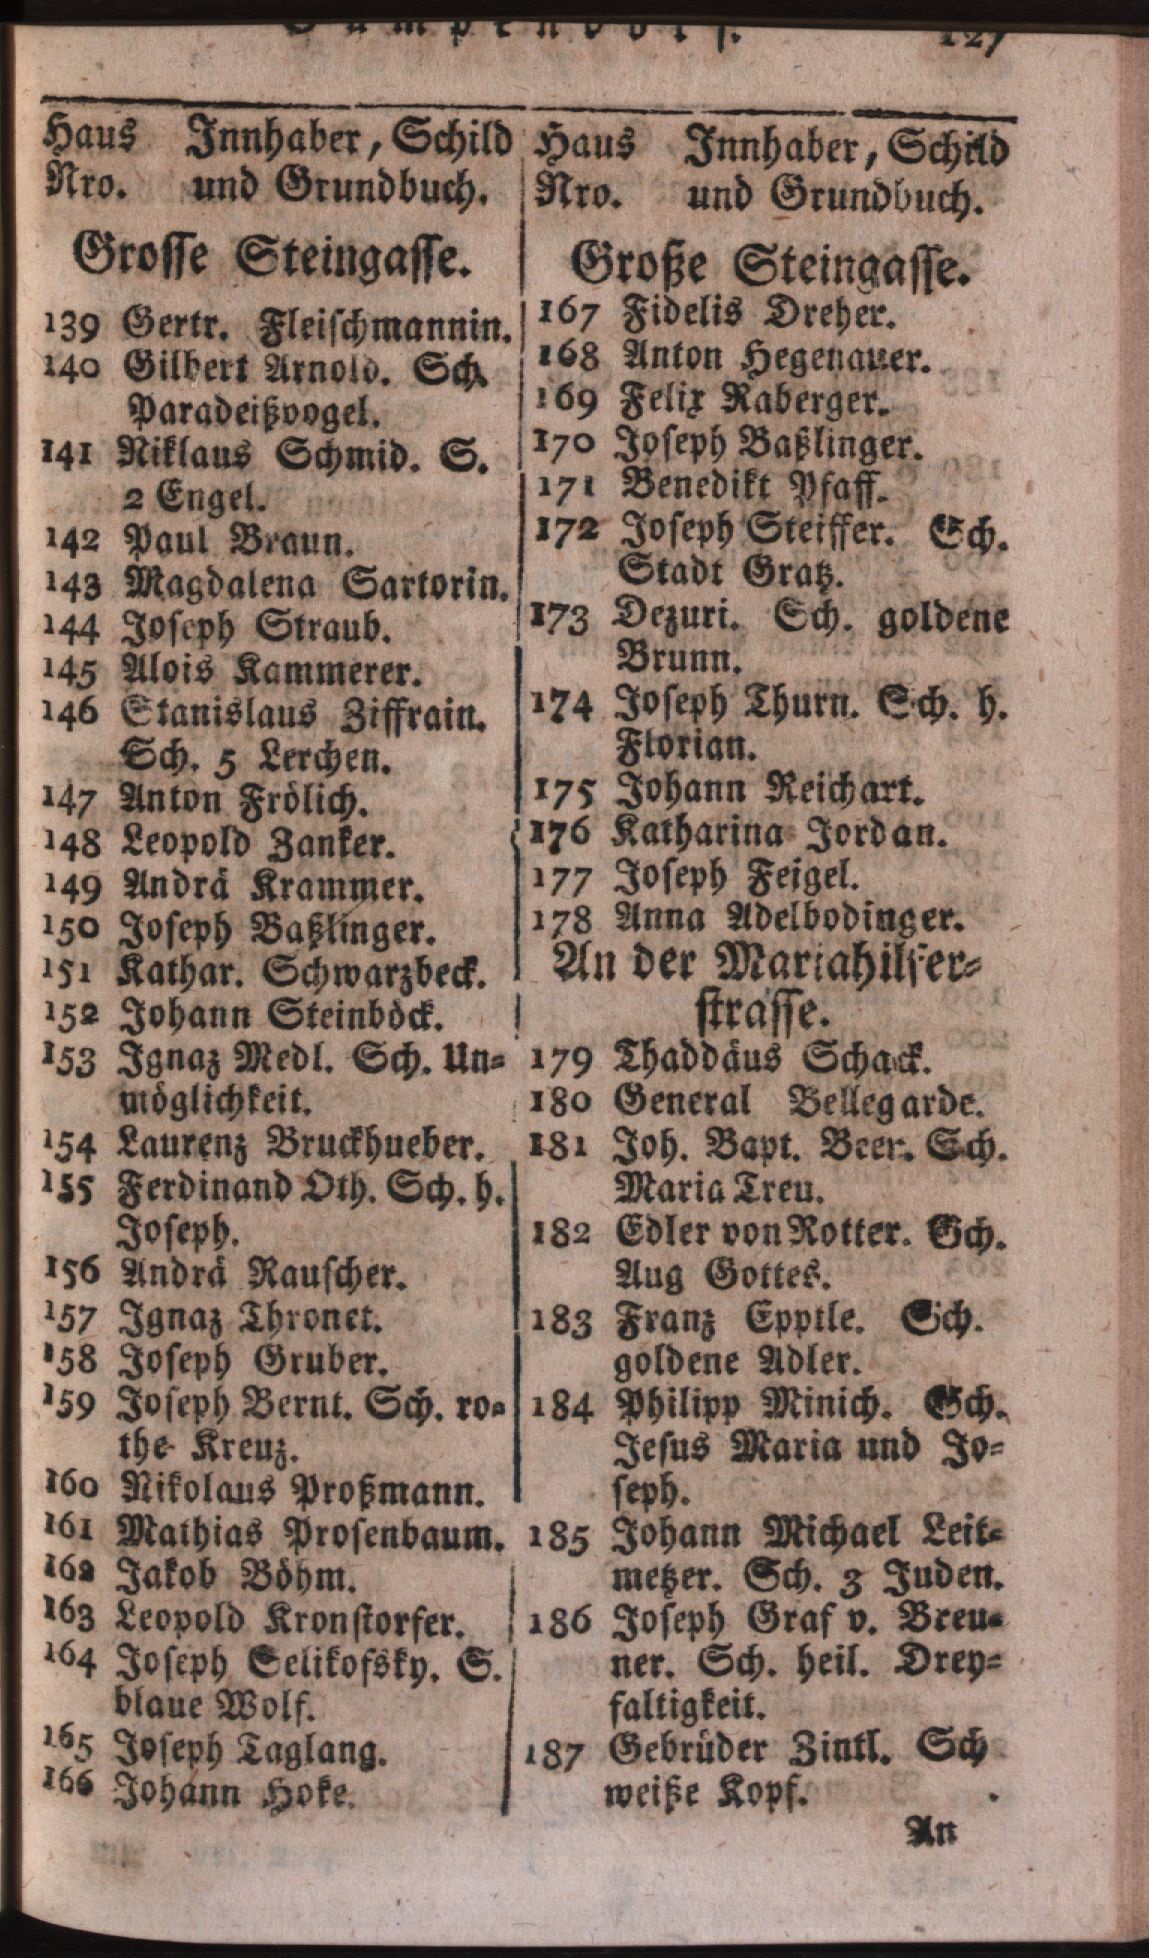 Gumpendorf. 127
Haus Innhaber, Schild
Nro. und Grundbuch.
Grosse Steingasse.
139 Gertr. Fleischmannin.
140 Gilbert Arnold. Sch.
Paradeißvogel.
141 Niklaus Schmid. S.
2 Engel.
142 Paul Braun.
143 Magdalena Sartorin.
144 Joseph Straub.
145 Alois Kammerer.
146 Stanislaus Ziffrain.
Sch. 5 Lerchen.
147 Anton Frölich.
148 Leopold Zanker.
149 Andrä Krammer.
150 Joseph Baßlinger.
151 Kathar. Schwarzbeck.
152 Johann Steinböck.
153 Ignaz Medl. Sch. Un-
möglichkeit.
154 Laurenz Bruckhueber.
155 Ferdinand Oth. Sch. h.
Joseph.
156 Andrä Rauscher.
157 Ignaz Thronet.
158 Joseph Gruber.
159 Joseph Bernt. Sch. ro-
the Kreuz.
160 Nikolaus Proßmann.
161 Mathias Prosenbaum.
162 Jakob Böhm.
163 Leopold Kronstorfer.
164 Joseph Selikofsky. S.
blaue Wolf.
165 Joseph Taglang.
166 Johann Hoke.
Haus Innhaber, Schild
Nro. und Grundbuch.
Große Steingasse.
167 Fidelis Dreher.
168 Anton Hegenauer.
169 Felix Raberger.
170 Joseph Baßlinger.
171 Benedikt Pfaff.
172 Joseph Steiffer. Sch.
Stadt Gratz.
173 Dezuri. Sch. goldene
Brunn.
174 Joseph Thurn. Sch. h.
Florian.
175 Johann Reichart.
176 Katharina Jordan.
177 Joseph Feigel.
178 Anna Adelbodinger.
An der Mariahilfer-
strasse.
179 Thaddäus Schack.
180 General Bellegarde.
181 Joh. Bapt. Beer. Sch.
Maria Treu.
182 Edler von Rotter. Sch.
Aug Gottes.
183 Franz Epptle. Sch.
goldene Adler.
184 Philipp Minich. Sch.
Jesus Maria und Jo-
seph.
185 Johann Michael Leit-
metzer. Sch. 3 Juden.
186 Joseph Graf v. Breu-
ner. Sch. heil. Drey-
faltigkeit.
187 Gebrüder Zintl. Sch
weiße Kopf.
An